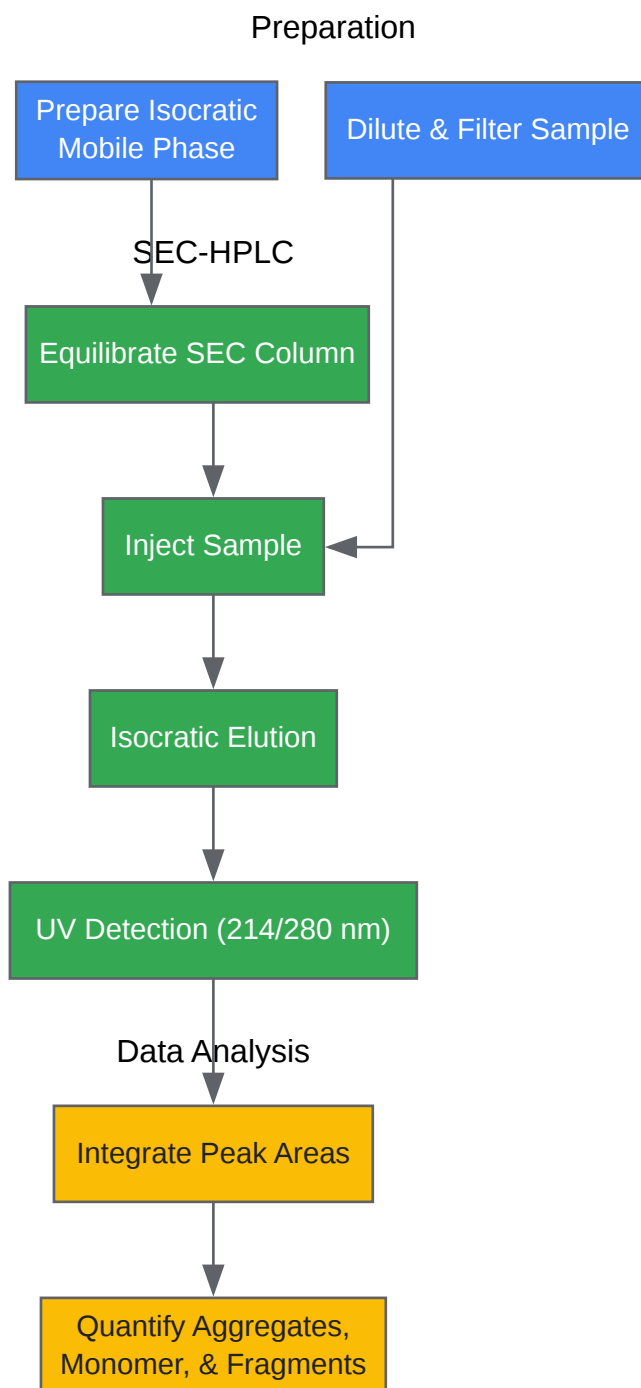 Preparation
Prepare Isocratic
Mobile Phase
Dilute & Filter Sample
SEC-HPLC
Equilibrate SEC Column
Inject Sample
Isocratic Elution
UV Detection (214/280 nm)
Data Analysis
Integrate Peak Areas
Quantify Aggregates,
Monomer, & Fragments